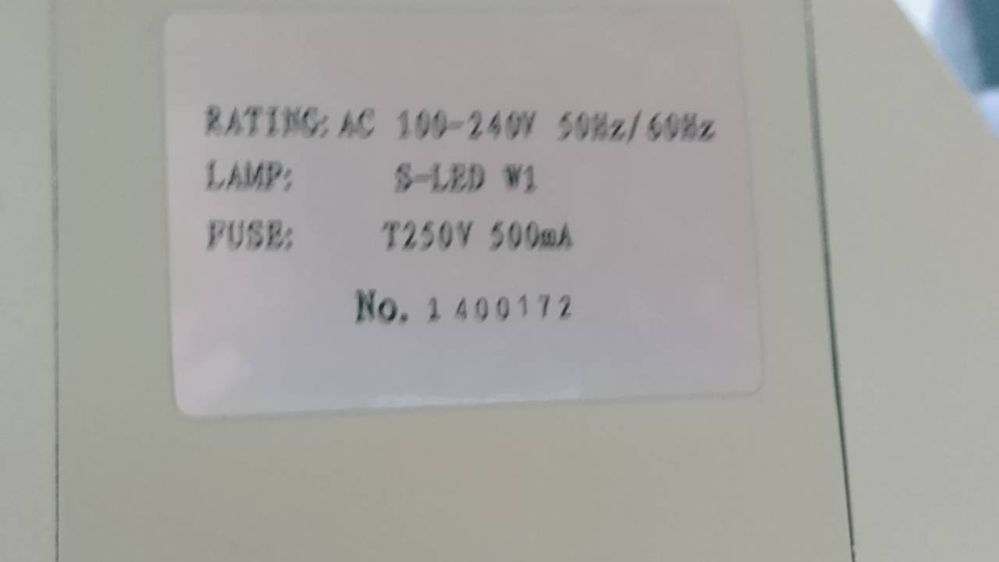 RATING: AC 100-240V 50Hz/60Hz
LAMP: S-LED W1
FUSE: T250V 500mA
No. 1400172